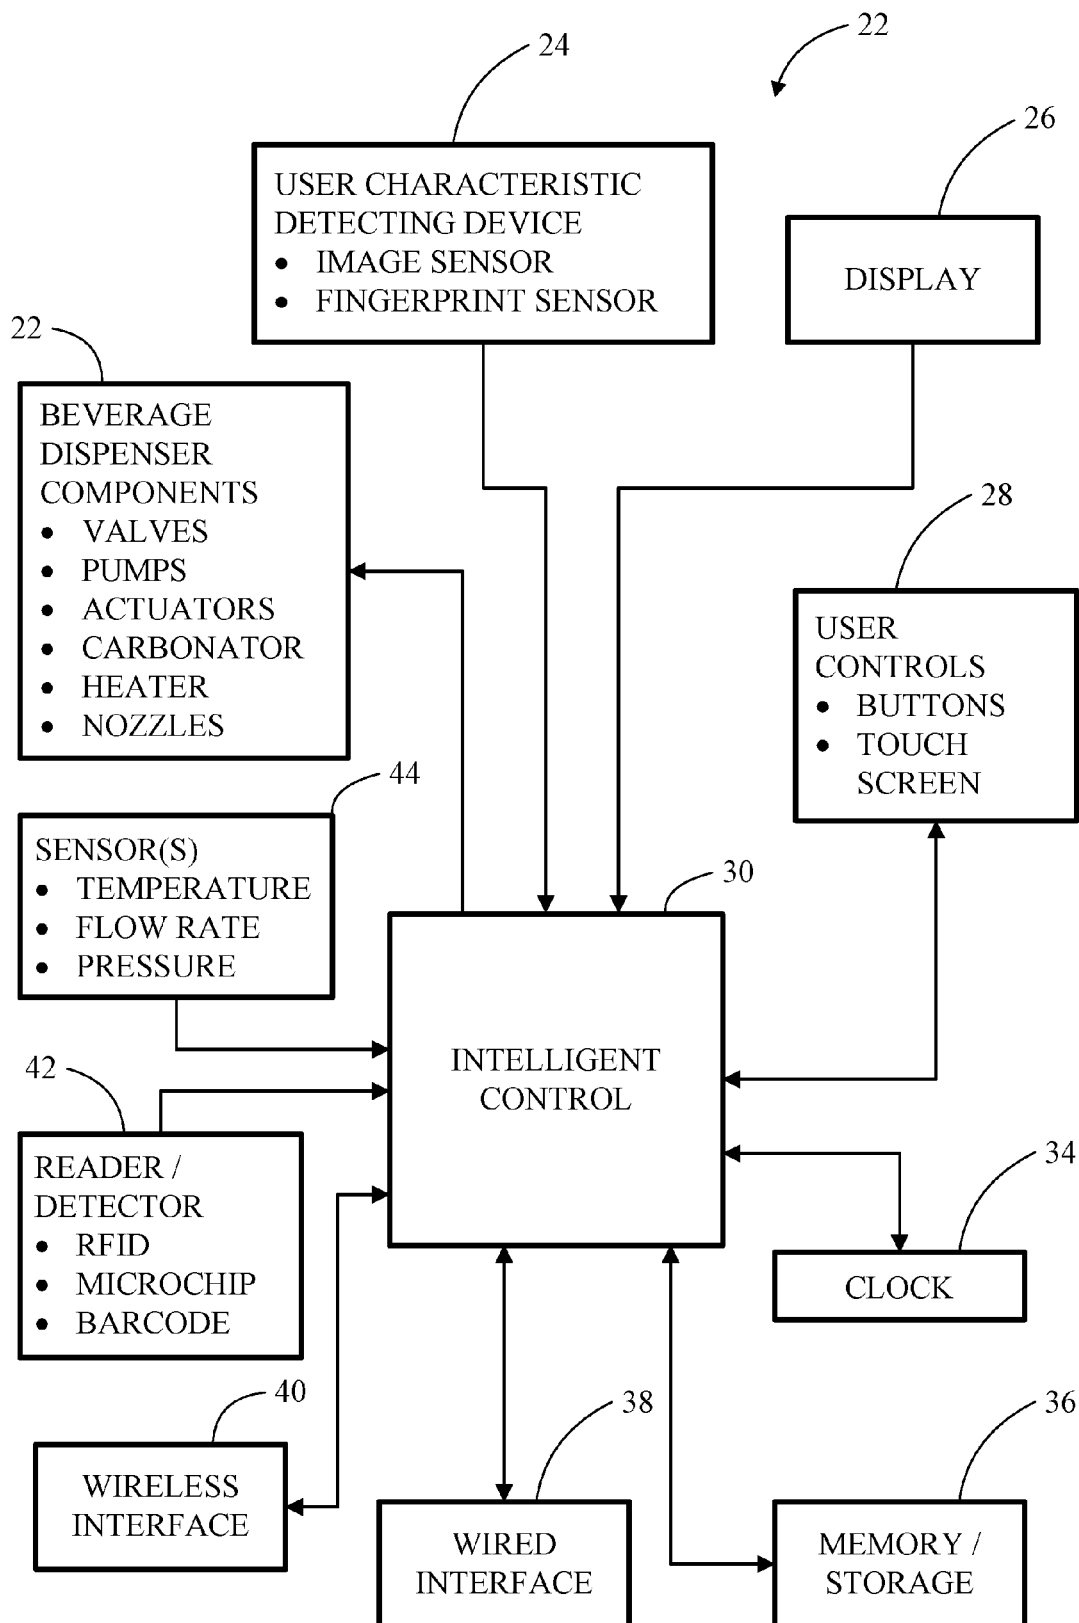 22
24
26
USER CHARACTERISTIC
DETECTING DEVICE
• IMAGE SENSOR
• FINGERPRINT SENSOR
DISPLAY
22
BEVERAGE
DISPENSER
COMPONENTS
• VALVES
• PUMPS
• ACTUATORS
• CARBONATOR
• HEATER
• NOZZLES
28
USER
CONTROLS
• BUTTONS
• TOUCH
SCREEN
44
SENSOR(S)
• TEMPERATURE
• FLOW RATE
• PRESSURE
30
INTELLIGENT
CONTROL
42
READER /
DETECTOR
• RFID
• MICROCHIP
• BARCODE
34
CLOCK
40
WIRELESS
INTERFACE
38
WIRED
INTERFACE
36
MEMORY /
STORAGE